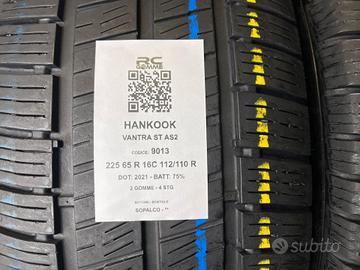 RC
GOMME
HANKOOK
VANTRA ST AS2
CODICE: 9013
225 65 R 16C 112/110 R
DOT: 2021 - BATT: 75%
2 GOMME - 4 STG
SOPALCO - **
subito